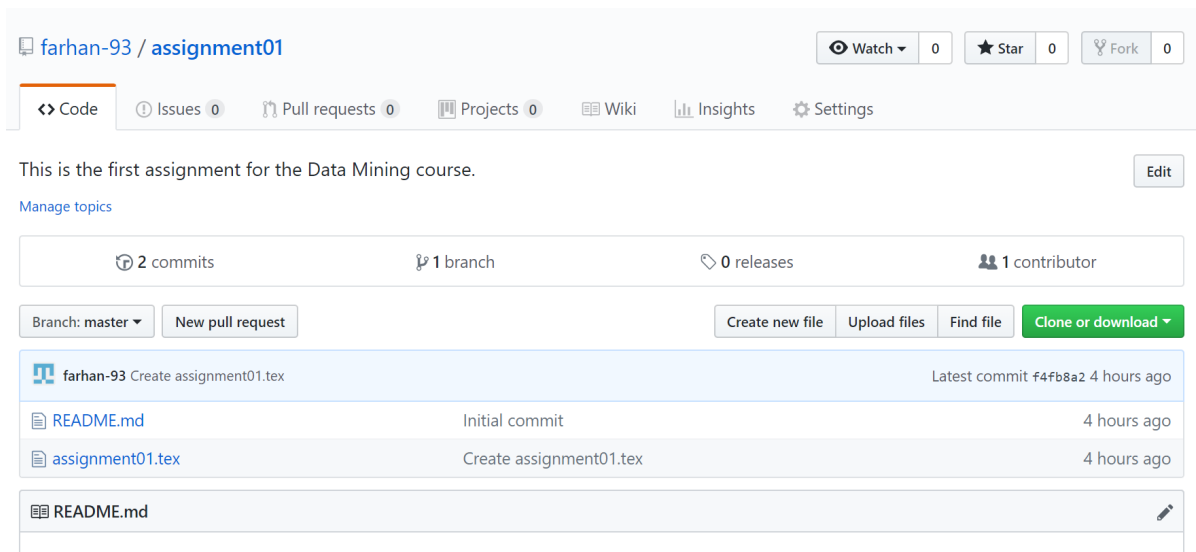 farhan-93 / assignment01 Watch 0 Star 0 Fork 0
Code Issues 0 Pull requests 0 Projects 0 Wiki Insights Settings
This is the first assignment for the Data Mining course. Edit
Manage topics
2 commits 1 branch 0 releases 1 contributor
Branch: master New pull request Create new file Upload files Find file Clone or download
farhan-93 Create assignment01.tex Latest commit f4fb8a2 4 hours ago
README.md Initial commit 4 hours ago
assignment01.tex Create assignment01.tex 4 hours ago
README.md